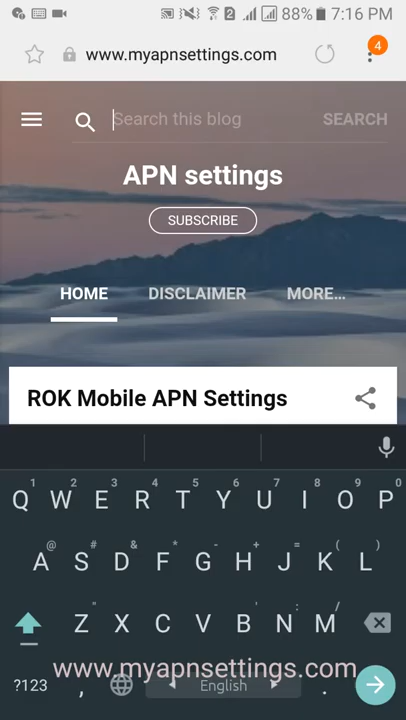 88% 7:16 PM
www.myapnsettings.com 4
Search this blog SEARCH
APN settings
SUBSCRIBE
HOME DISCLAIMER MORE...
ROK Mobile APN Settings
1 2 3 4 5 6 7 8 9 0
Q W E R T Y U I O P
@ # & * - + = ( )
A S D F G H J K L
" ' : /
Z X C V B N M
www.myapnsettings.com
?123 , English .